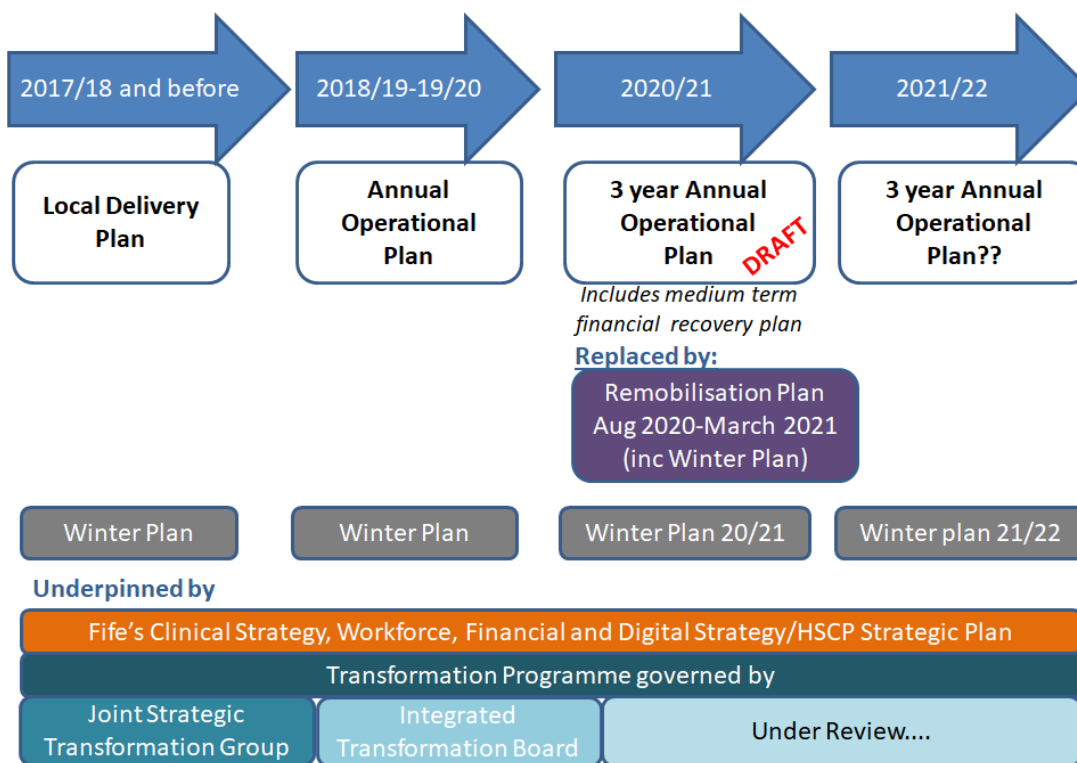 2017/18 and before
2018/19-19/20
2020/21
2021/22
Local Delivery
Plan
Annual
Operational
Plan
3 year Annual
Operational
Plan
DRAFT
3 year Annual
Operational
Plan??
Includes medium term
financial recovery plan
Replaced by:
Remobilisation Plan
Aug 2020-March 2021
(inc Winter Plan)
Winter Plan
Winter Plan
Winter Plan 20/21
Winter plan 21/22
Underpinned by
Fife's Clinical Strategy, Workforce, Financial and Digital Strategy/HSCP Strategic Plan
Transformation Programme governed by
Joint Strategic
Transformation Group
Integrated
Transformation Board
Under Review....